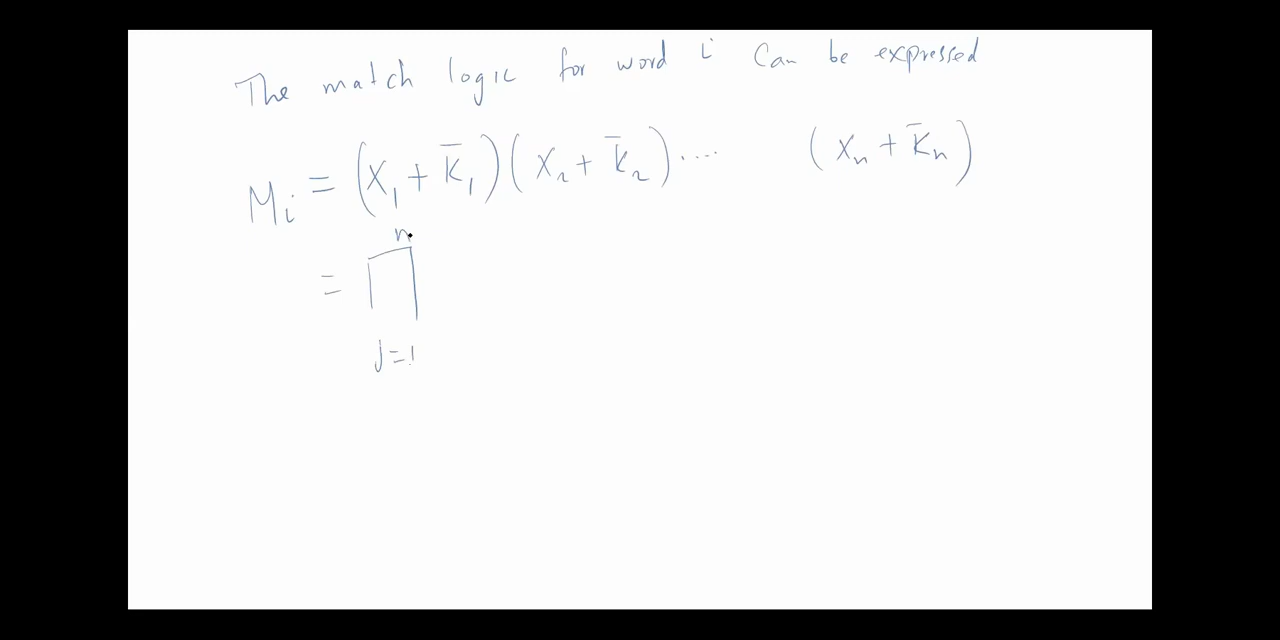 The match logic for word i can be expressed
Mᵢ = (X₁ + K̅₁)(X₂ + K̅₂).... (Xₙ + K̅ₙ)
n
= ∏
j=1